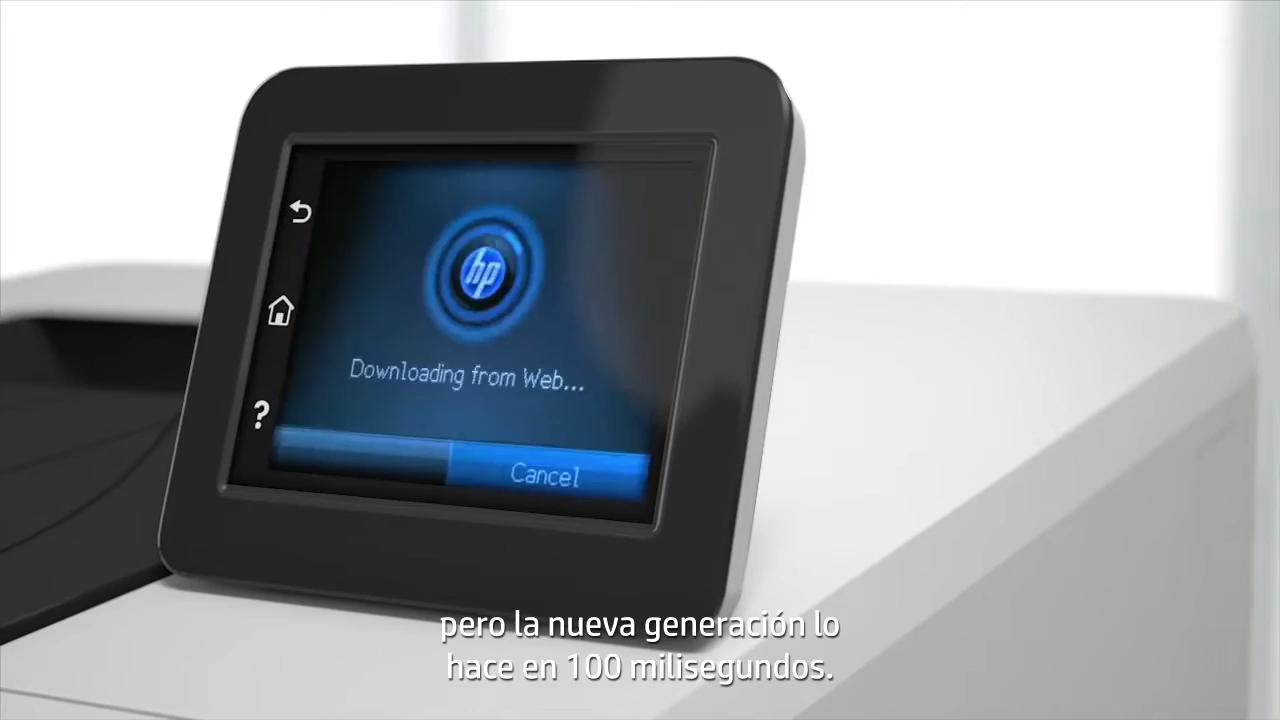 hp
Downloading from Web...
?
Cancel
pero la nueva generación lo
hace en 100 milisegundos.